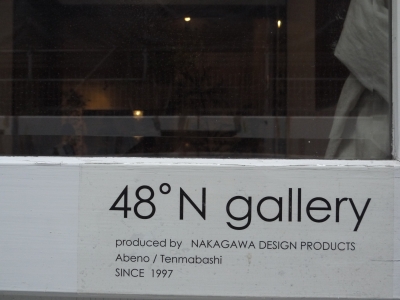 48°N gallery
produced by NAKAGAWA DESIGN PRODUCTS
Abeno / Tenmabashi
SINCE 1997